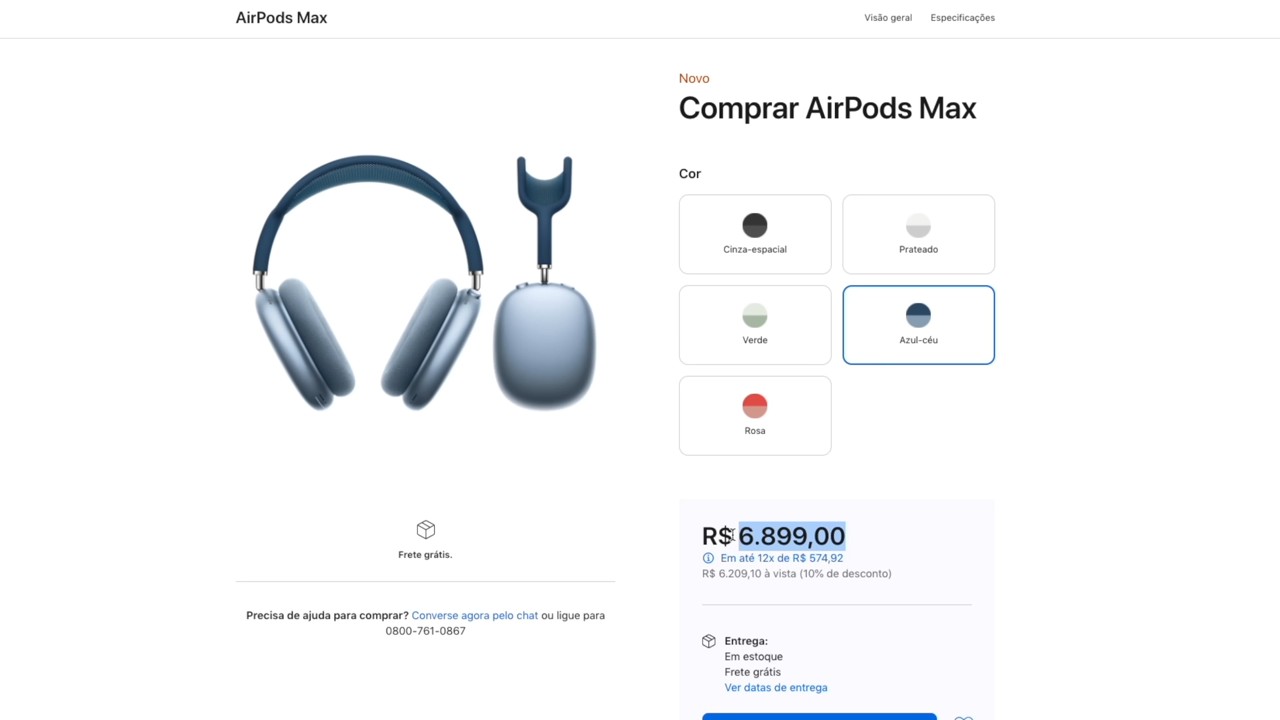 AirPods Max
Visão geral
Especificações
Novo
Comprar AirPods Max
Cor
Cinza-espacial
Prateado
Verde
Azul-céu
Rosa
Frete grátis.
Precisa de ajuda para comprar? Converse agora pelo chat ou ligue para
0800-761-0867
R$ 6.899,00
Em até 12x de R$ 574,92
R$ 6.209,10 à vista (10% de desconto)
Entrega:
Em estoque
Frete grátis
Ver datas de entrega